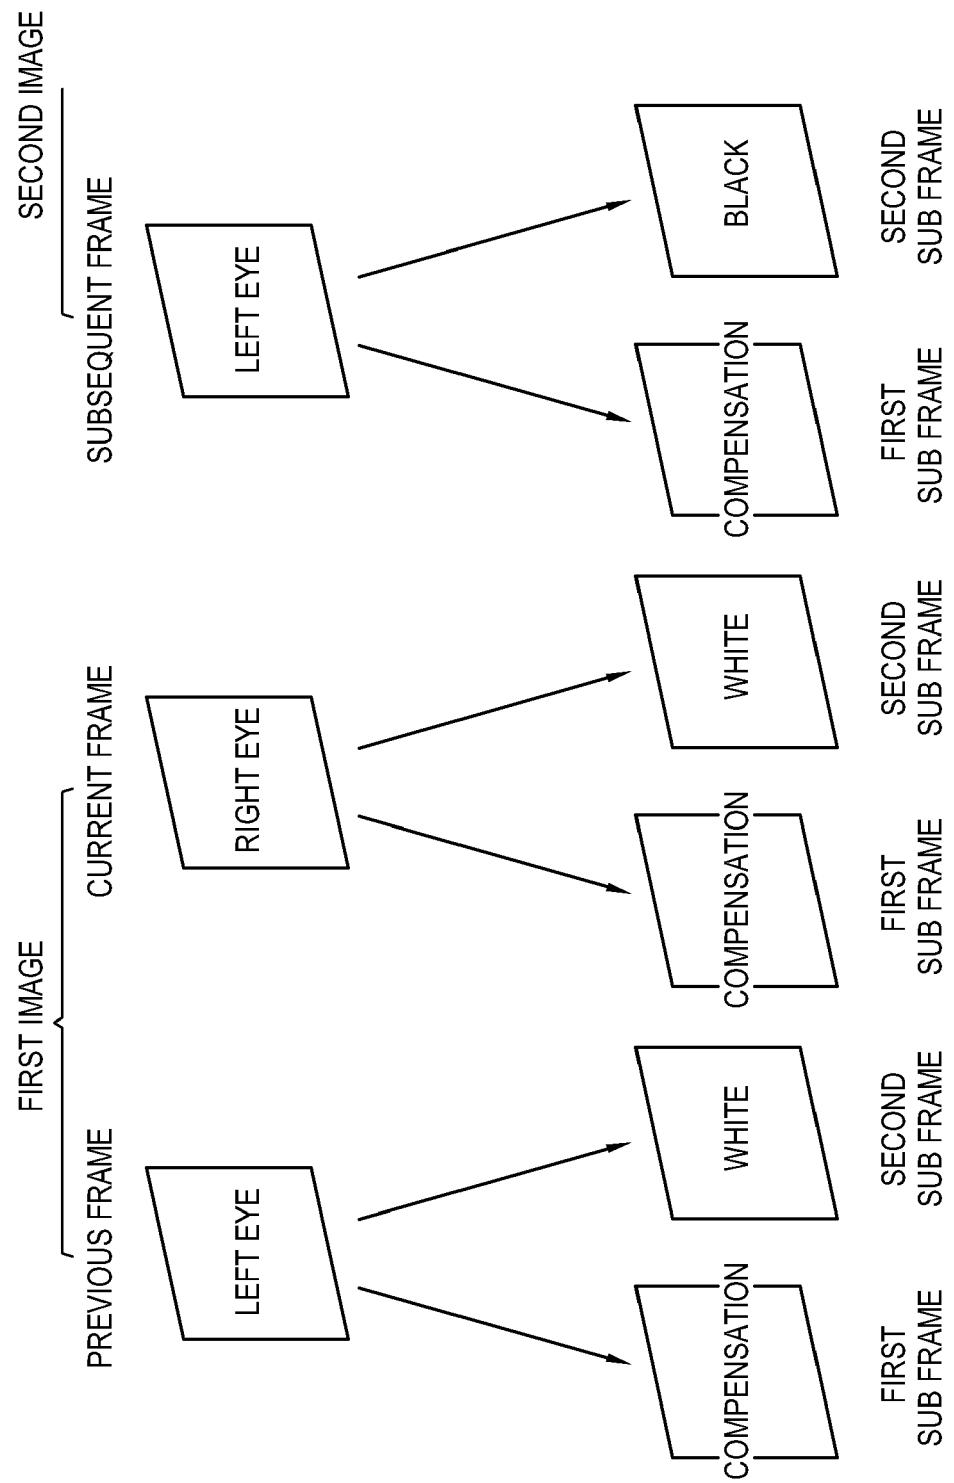 FIRST IMAGE
SECOND IMAGE
PREVIOUS FRAME
CURRENT FRAME
SUBSEQUENT FRAME
LEFT EYE
RIGHT EYE
LEFT EYE
COMPENSATION
WHITE
COMPENSATION
WHITE
COMPENSATION
BLACK
FIRST
SUB FRAME
SECOND
SUB FRAME
FIRST
SUB FRAME
SECOND
SUB FRAME
FIRST
SUB FRAME
SECOND
SUB FRAME